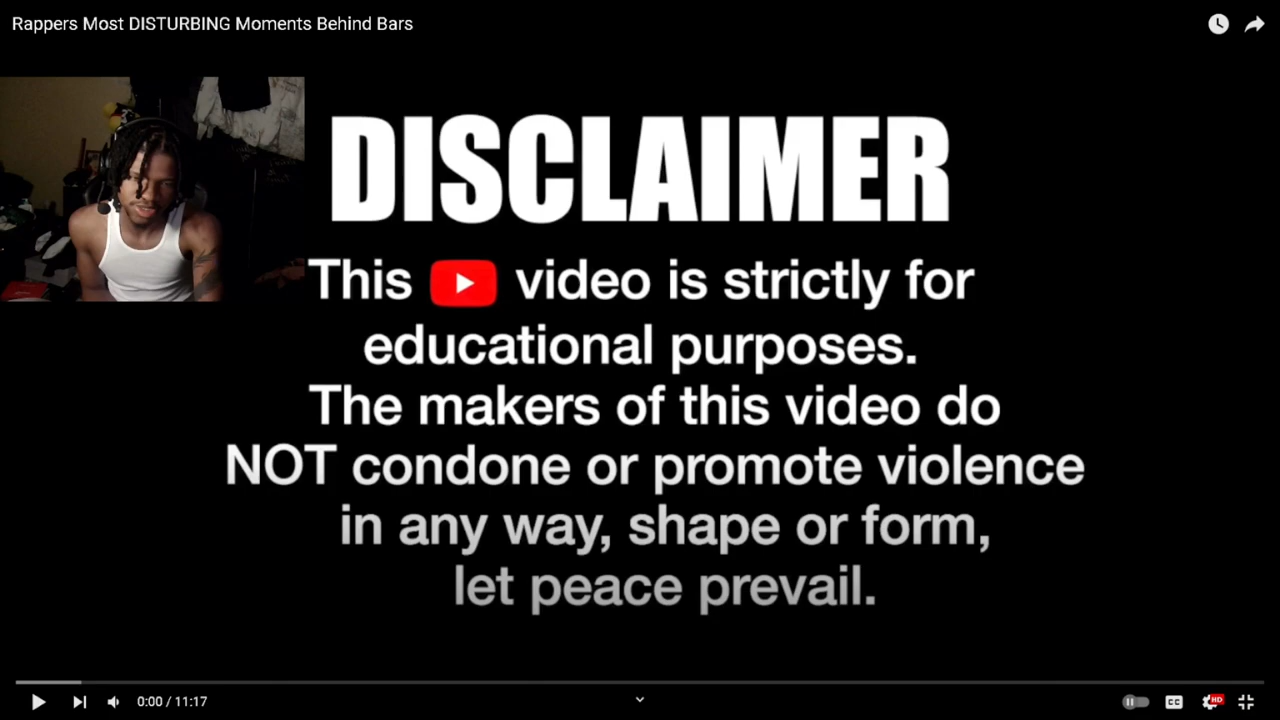 Rappers Most DISTURBING Moments Behind Bars
DISCLAIMER
This video is strictly for
educational purposes.
The makers of this video do
NOT condone or promote violence
in any way, shape or form,
let peace prevail.
0:00 / 11:17
CC
HD